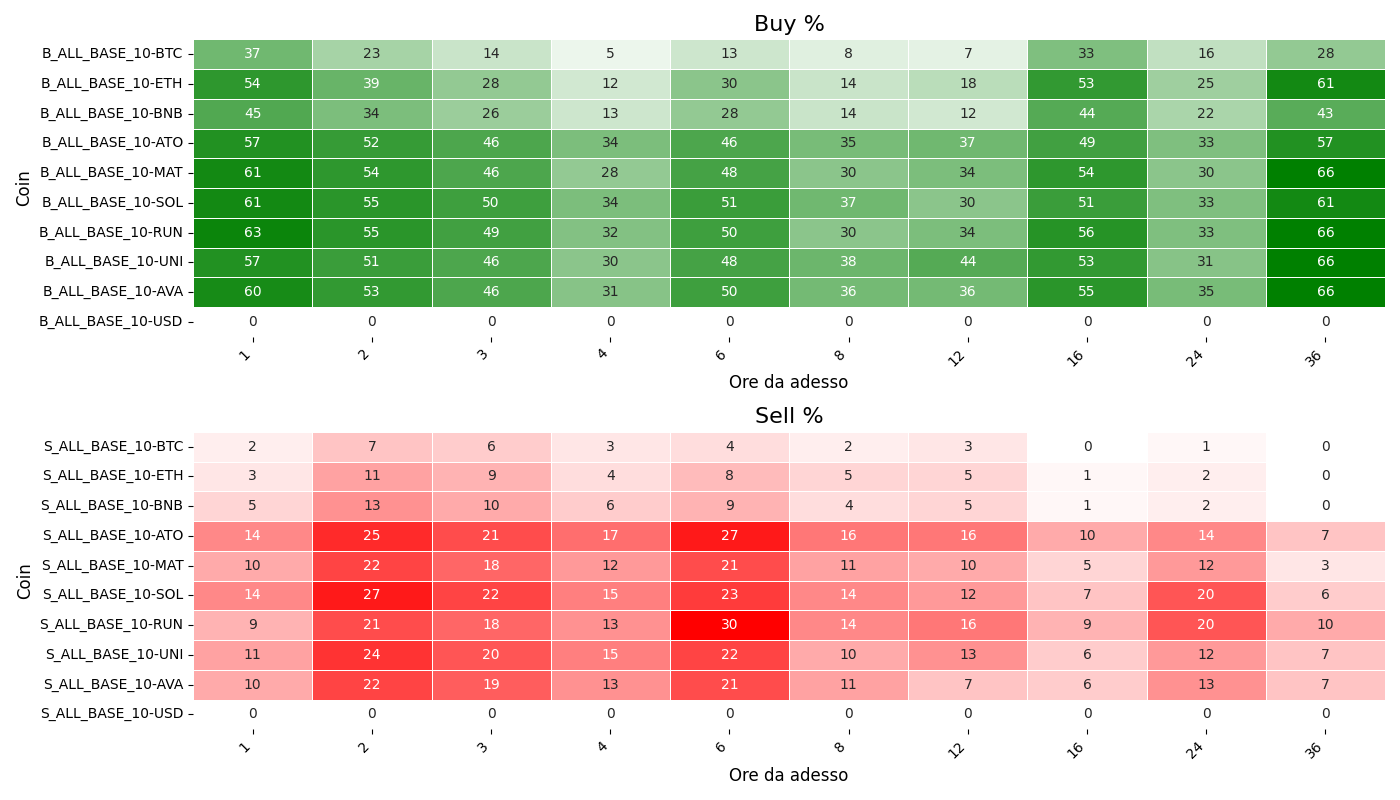 Buy %
Coin
B_ALL_BASE_10-BTC 37 23 14 5 13 8 7 33 16 28
B_ALL_BASE_10-ETH 54 39 28 12 30 14 18 53 25 61
B_ALL_BASE_10-BNB 45 34 26 13 28 14 12 44 22 43
B_ALL_BASE_10-ATO 57 52 46 34 46 35 37 49 33 57
B_ALL_BASE_10-MAT 61 54 46 28 48 30 34 54 30 66
B_ALL_BASE_10-SOL 61 55 50 34 51 37 30 51 33 61
B_ALL_BASE_10-RUN 63 55 49 32 50 30 34 56 33 66
B_ALL_BASE_10-UNI 57 51 46 30 48 38 44 53 31 66
B_ALL_BASE_10-AVA 60 53 46 31 50 36 36 55 35 66
B_ALL_BASE_10-USD 0 0 0 0 0 0 0 0 0 0
1 2 3 4 6 8 12 16 24 36
Ore da adesso
Sell %
Coin
S_ALL_BASE_10-BTC 2 7 6 3 4 2 3 0 1 0
S_ALL_BASE_10-ETH 3 11 9 4 8 5 5 1 2 0
S_ALL_BASE_10-BNB 5 13 10 6 9 4 5 1 2 0
S_ALL_BASE_10-ATO 14 25 21 17 27 16 16 10 14 7
S_ALL_BASE_10-MAT 10 22 18 12 21 11 10 5 12 3
S_ALL_BASE_10-SOL 14 27 22 15 23 14 12 7 20 6
S_ALL_BASE_10-RUN 9 21 18 13 30 14 16 9 20 10
S_ALL_BASE_10-UNI 11 24 20 15 22 10 13 6 12 7
S_ALL_BASE_10-AVA 10 22 19 13 21 11 7 6 13 7
S_ALL_BASE_10-USD 0 0 0 0 0 0 0 0 0 0
1 2 3 4 6 8 12 16 24 36
Ore da adesso